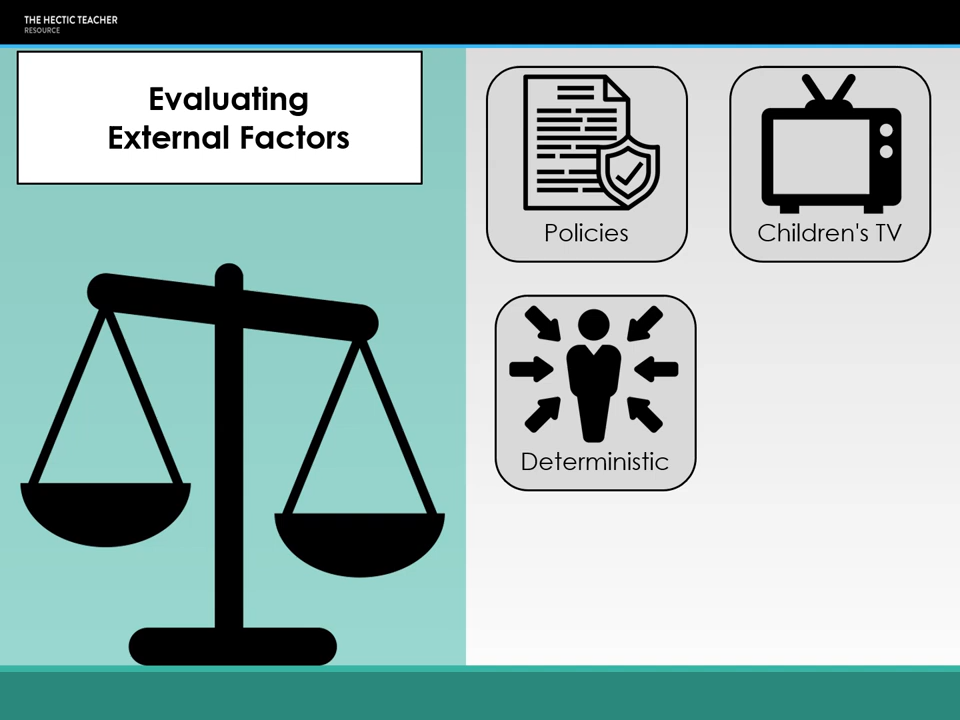 THE HECTIC TEACHER
RESOURCE
Evaluating
External Factors
Policies
Children's TV
Deterministic